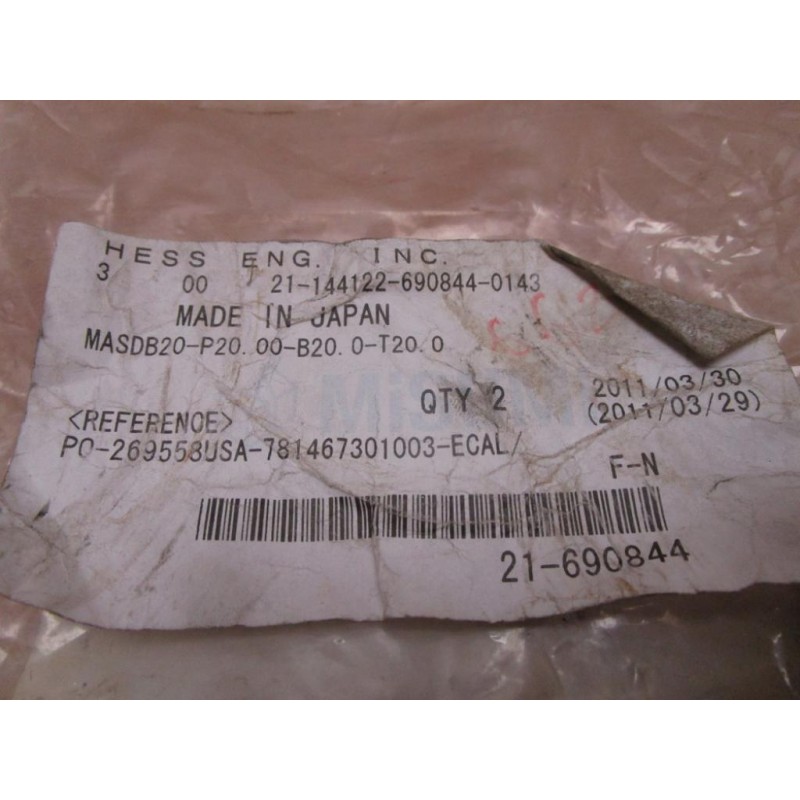 HESS ENG. INC.
3 00 21-144122-690844-0143
MADE IN JAPAN
MASDB20-P20.00-B20.0-T20.0
QTY 2 2011/03/30
(2011/03/29)
<REFERENCE>
PO-269558USA-781467301003-ECAL/
F-N
21-690844